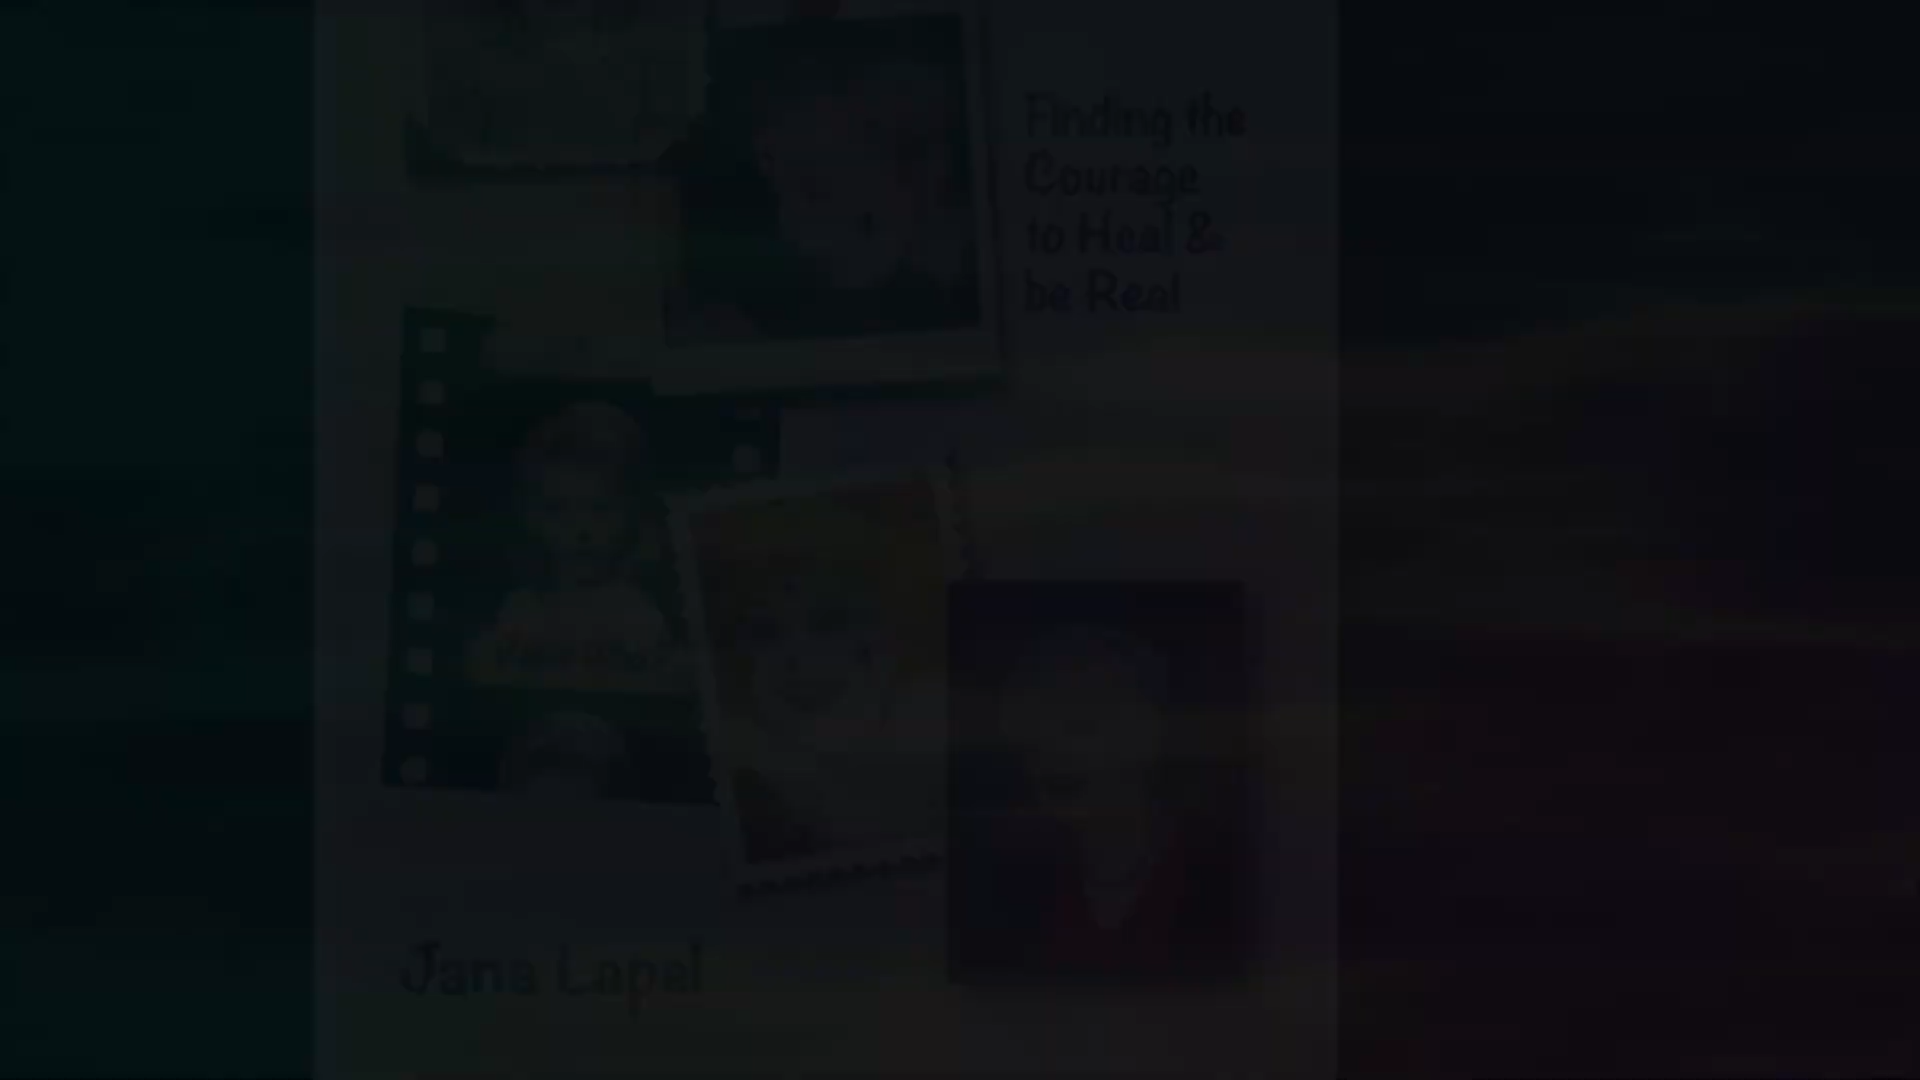 Finding the
Courage
to Heal &
be Real
Jana Lapel